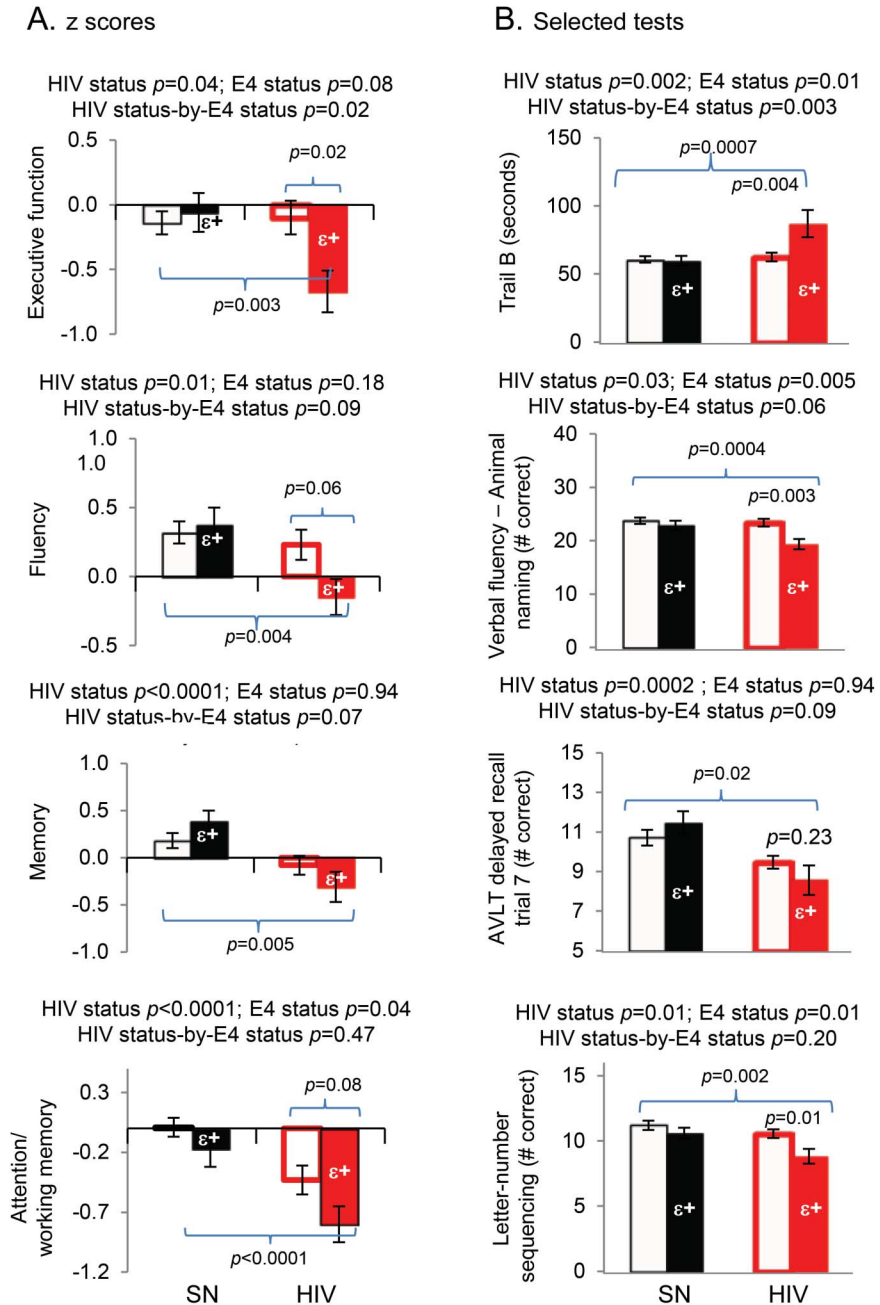 A. z scores
HIV status p=0.04; E4 status p=0.08
HIV status-by-E4 status p=0.02
Executive function
0.5
0.0
-0.5
-1.0
p=0.02
ε+
ε+
p=0.003
HIV status p=0.01; E4 status p=0.18
HIV status-by-E4 status p=0.09
Fluency
1.0
1.0
0.5
0.0
-0.5
p=0.06
ε+
ε+
p=0.004
HIV status p<0.0001; E4 status p=0.94
HIV status-by-E4 status p=0.07
Memory
1.0
0.5
0.0
-0.5
-1.0
ε+
ε+
p=0.005
HIV status p<0.0001; E4 status p=0.04
HIV status-by-E4 status p=0.47
Attention/
working memory
0.3
-0.2
-0.7
-1.2
p=0.08
ε+
ε+
p<0.0001
SN HIV
B. Selected tests
HIV status p=0.002; E4 status p=0.01
HIV status-by-E4 status p=0.003
Trail B (seconds)
150
100
50
0
p=0.0007
p=0.004
ε+
ε+
HIV status p=0.03; E4 status p=0.005
HIV status-by-E4 status p=0.06
Verbal fluency – Animal
naming (# correct)
40
30
20
10
0
p=0.0004
p=0.003
ε+
ε+
HIV status p=0.0002 ; E4 status p=0.94
HIV status-by-E4 status p=0.09
AVLT delayed recall
trial 7 (# correct)
15
13
11
9
7
5
p=0.02
p=0.23
ε+
ε+
HIV status p=0.01; E4 status p=0.01
HIV status-by-E4 status p=0.20
Letter-number
sequencing (# correct)
15
10
5
0
p=0.002
p=0.01
ε+
ε+
SN HIV